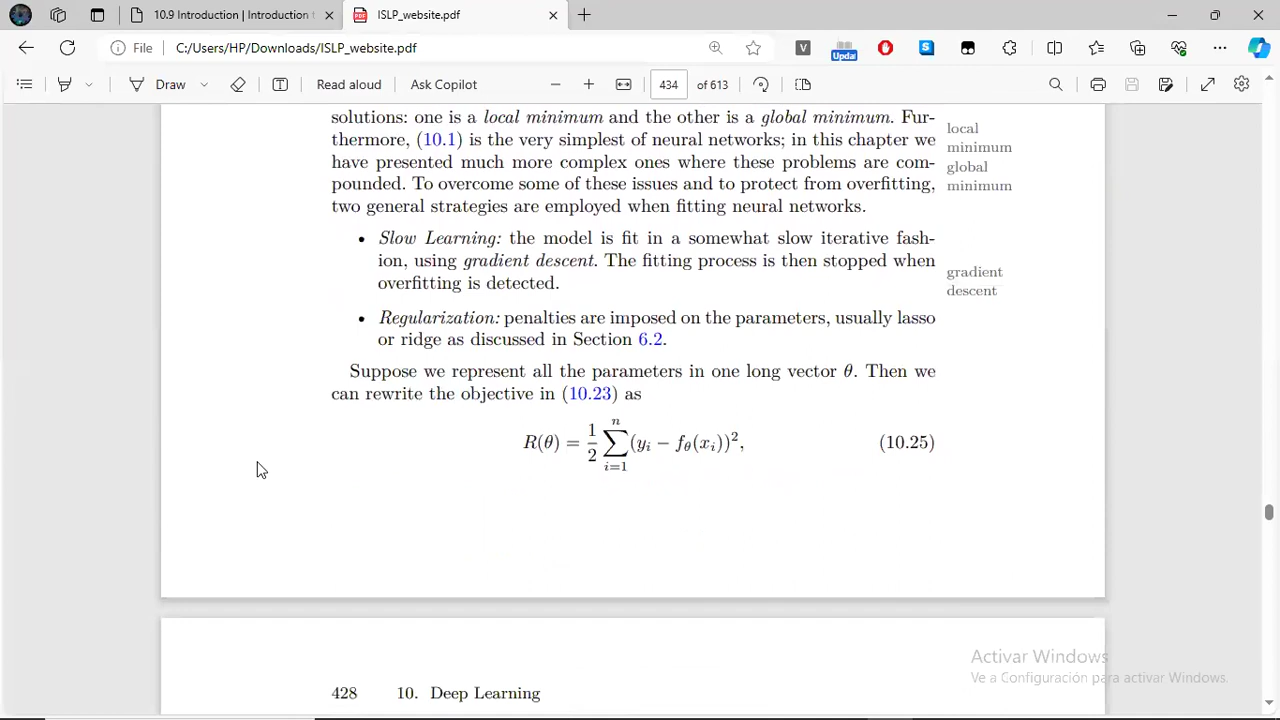 10.9 Introduction | Introduction t
ISLP_website.pdf
File
C:/Users/HP/Downloads/ISLP_website.pdf
V
Updat
S
Draw
Read aloud
Ask Copilot
434
of 613
solutions: one is a local minimum and the other is a global minimum. Fur-
thermore, (10.1) is the very simplest of neural networks; in this chapter we
have presented much more complex ones where these problems are com-
pounded. To overcome some of these issues and to protect from overfitting,
two general strategies are employed when fitting neural networks.
local
minimum
global
minimum
• Slow Learning: the model is fit in a somewhat slow iterative fash-
ion, using gradient descent. The fitting process is then stopped when
overfitting is detected.
gradient
descent
• Regularization: penalties are imposed on the parameters, usually lasso
or ridge as discussed in Section 6.2.
Suppose we represent all the parameters in one long vector θ. Then we
can rewrite the objective in (10.23) as
R(θ) = 1/2 ∑_{i=1}^{n} (y_i − f_θ(x_i))², (10.25)
Activar Windows
Ve a Configuración para activar Windows.
428 10. Deep Learning